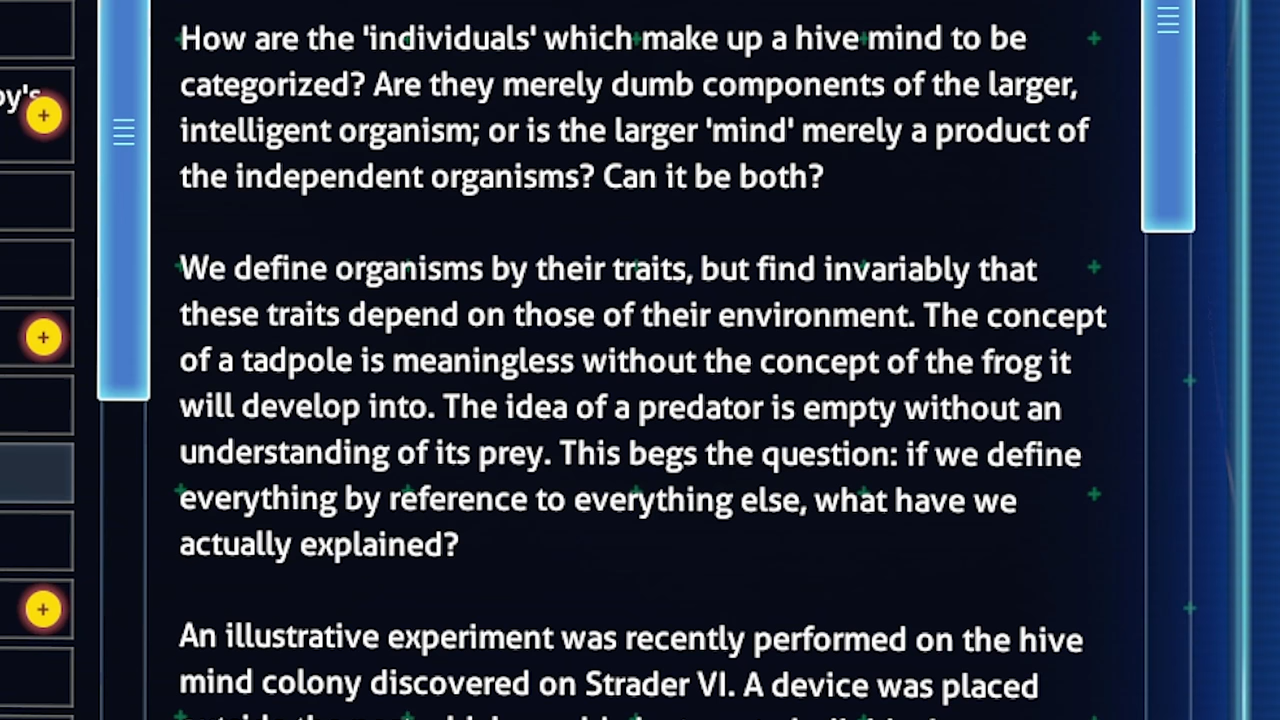 How are the 'individuals' which make up a hive mind to be
categorized? Are they merely dumb components of the larger,
intelligent organism; or is the larger 'mind' merely a product of
the independent organisms? Can it be both?
We define organisms by their traits, but find invariably that
these traits depend on those of their environment. The concept
of a tadpole is meaningless without the concept of the frog it
will develop into. The idea of a predator is empty without an
understanding of its prey. This begs the question: if we define
everything by reference to everything else, what have we
actually explained?
An illustrative experiment was recently performed on the hive
mind colony discovered on Strader VI. A device was placed